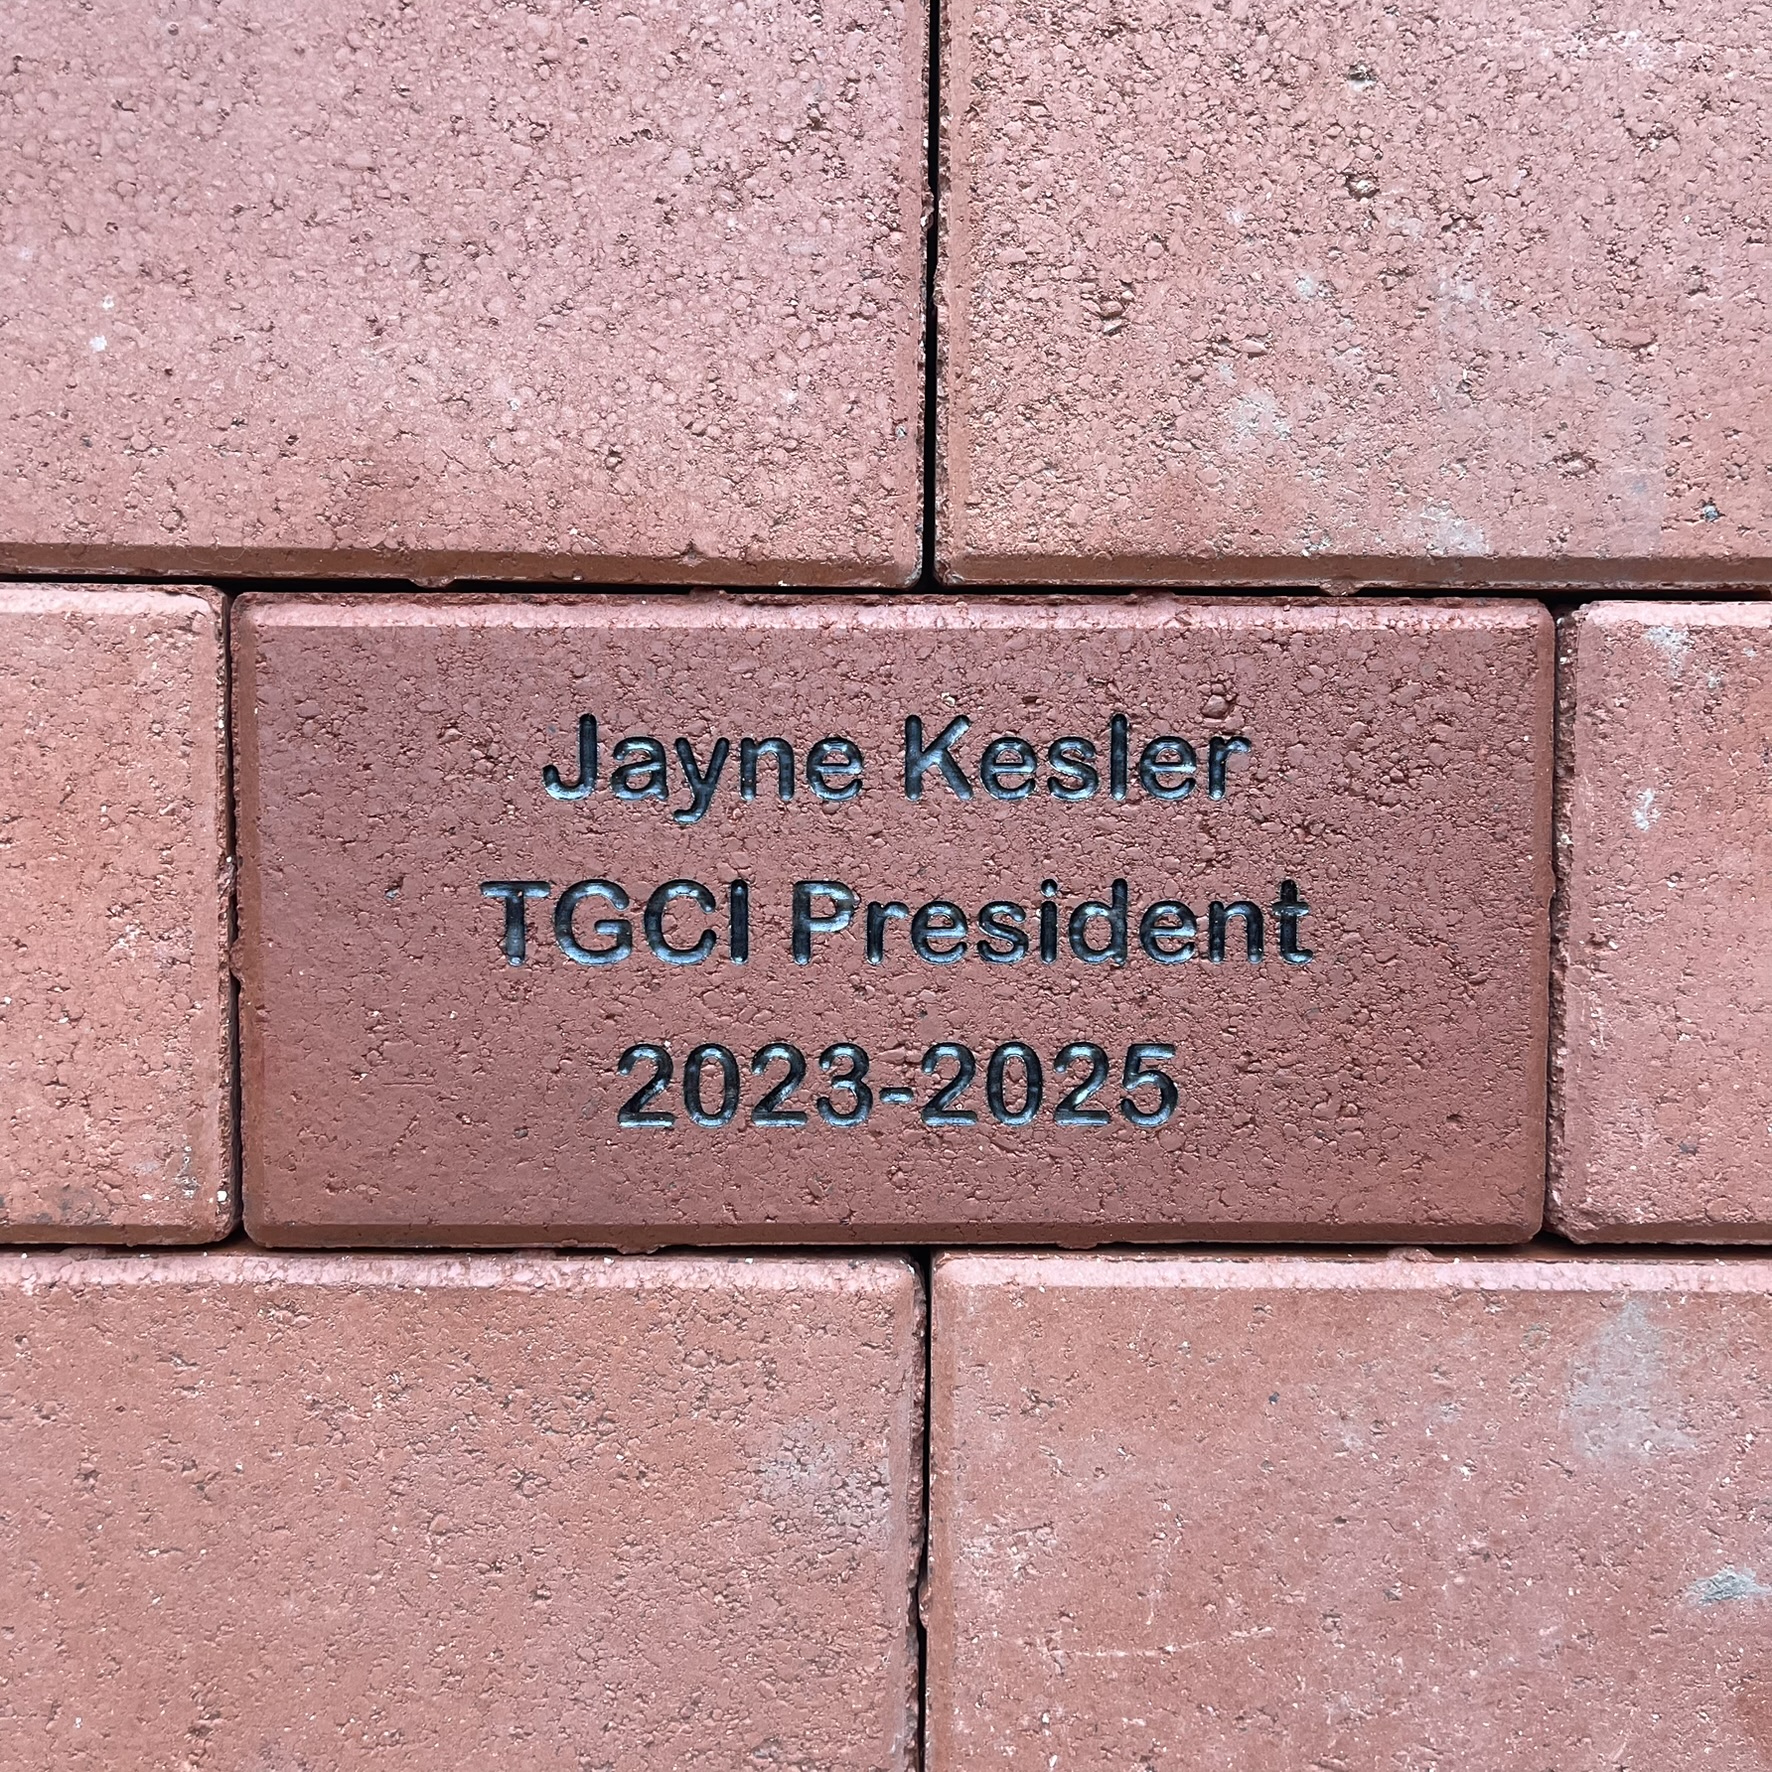 Jayne Kesler
TGCI President
2023-2025